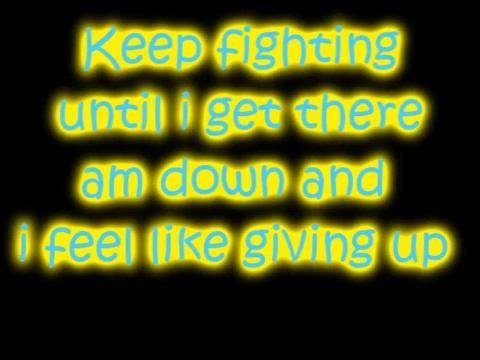 Keep fighting
until i get there
am down and
i feel like giving up